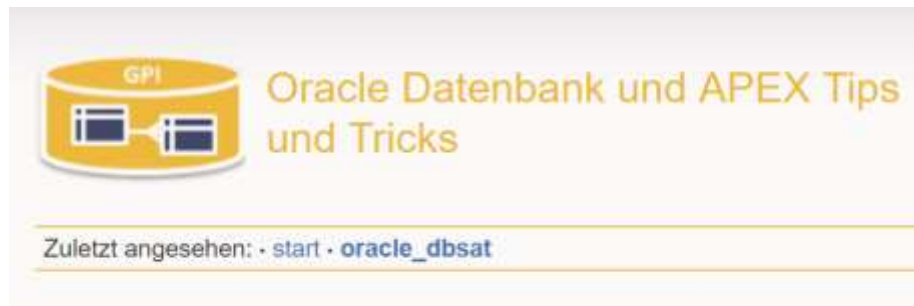 GPI
Oracle Datenbank und APEX Tips
und Tricks
Zuletzt angesehen: • start • oracle_dbsat